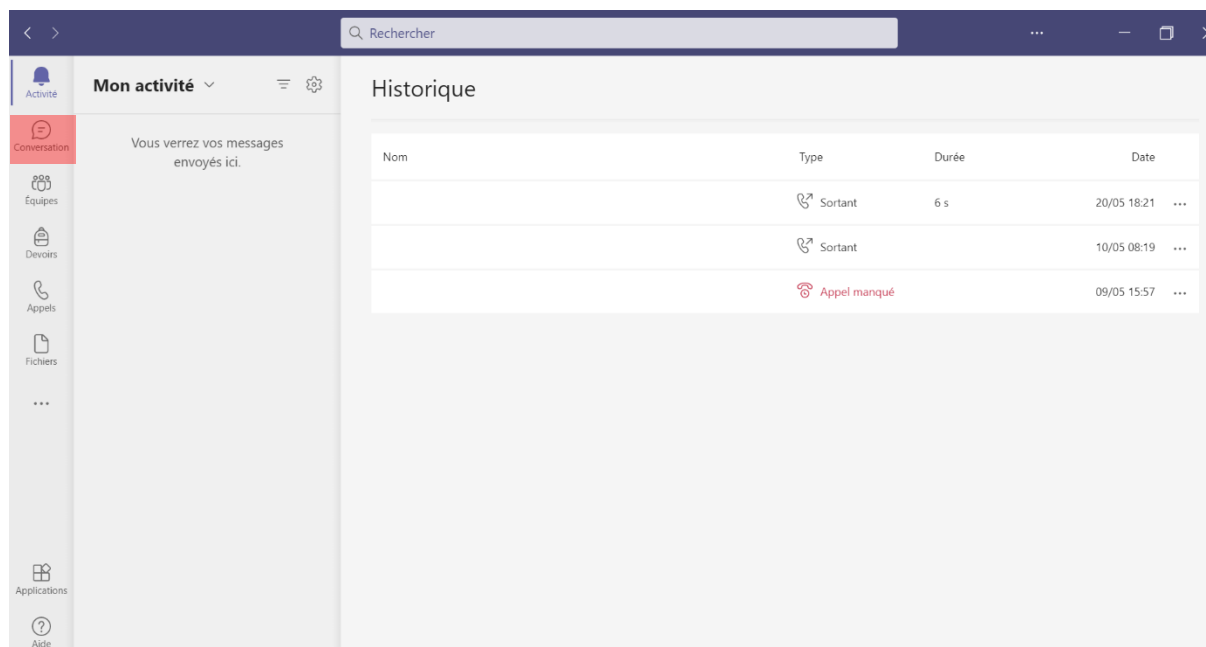 Rechercher
Activité
Conversation
Équipes
Devoirs
Appels
Fichiers
Applications
Aide
Mon activité
Vous verrez vos messages
envoyés ici.
Historique
Nom Type Durée Date
Sortant 6 s 20/05 18:21
Sortant 10/05 08:19
Appel manqué 09/05 15:57